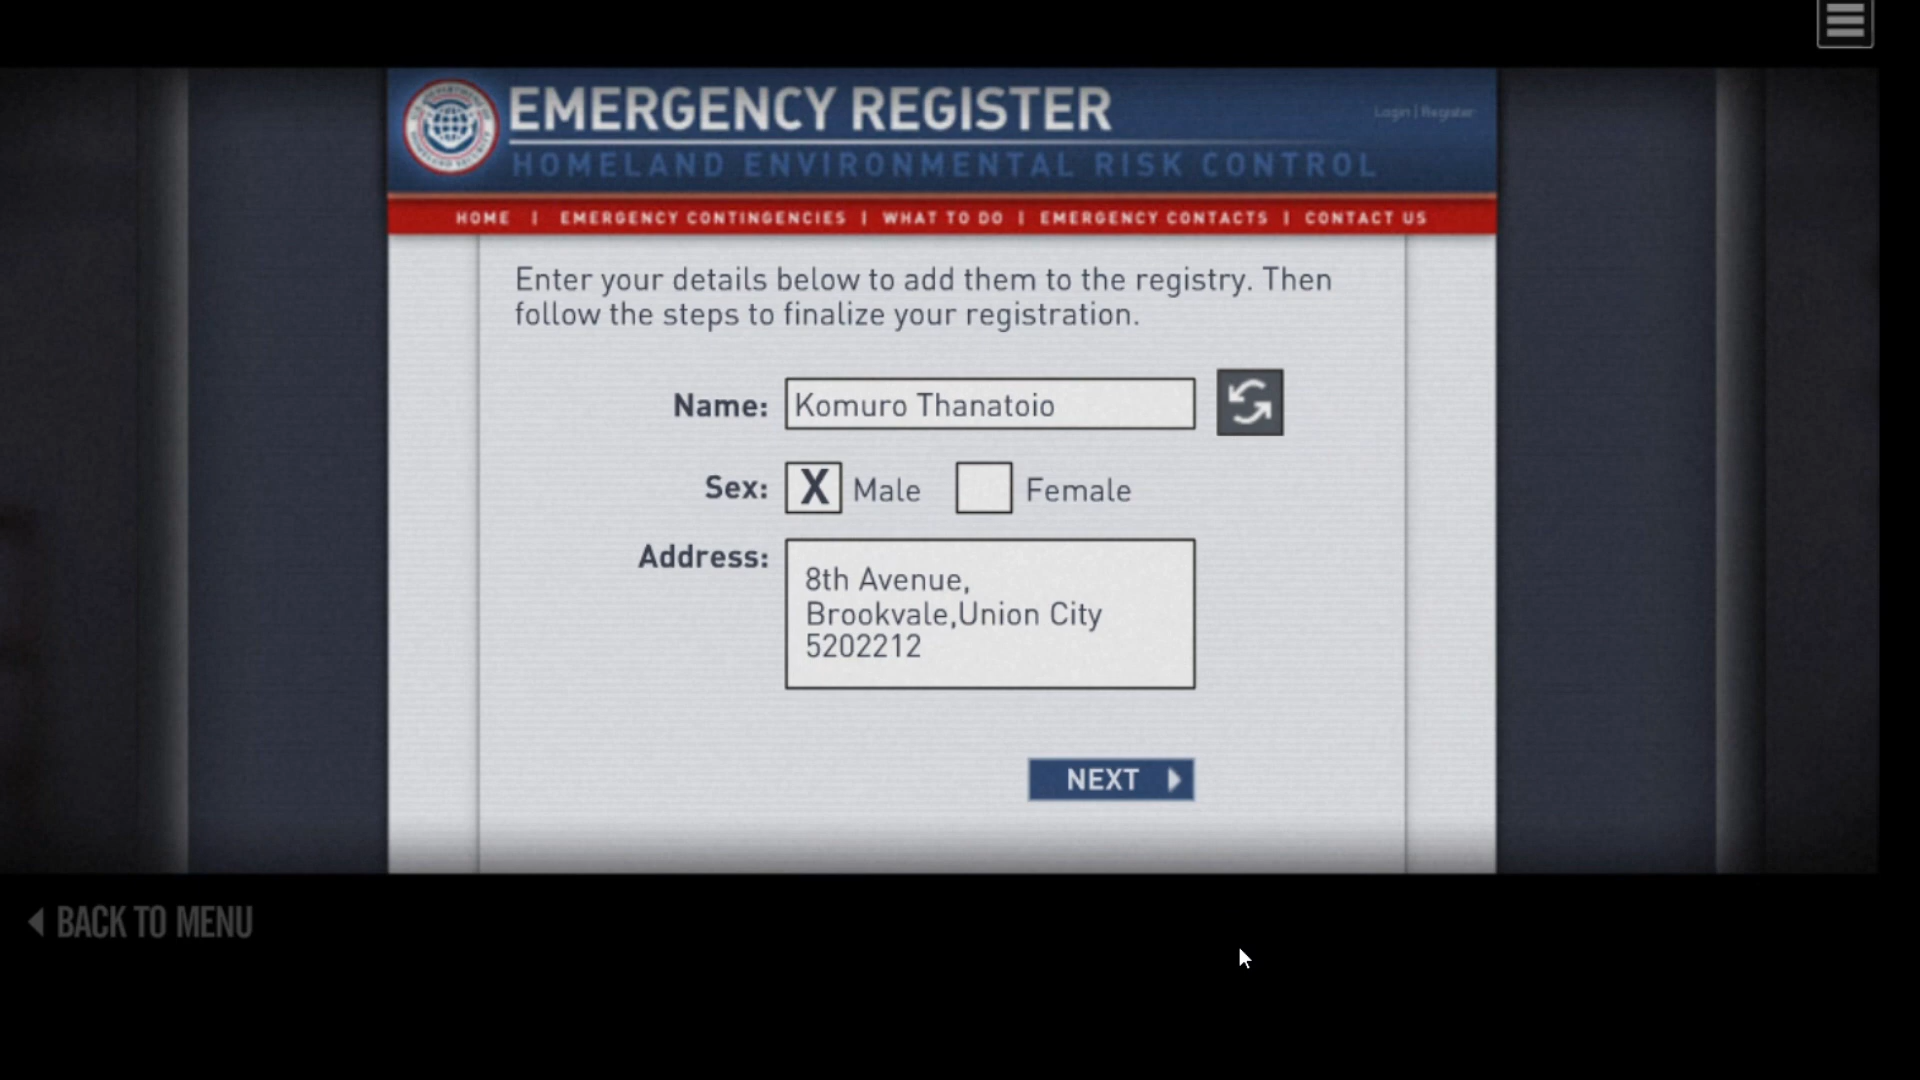 EMERGENCY REGISTER
Login | Register
HOMELAND ENVIRONMENTAL RISK CONTROL
HOME | EMERGENCY CONTINGENCIES | WHAT TO DO | EMERGENCY CONTACTS | CONTACT US
Enter your details below to add them to the registry. Then
follow the steps to finalize your registration.
Name: Komuro Thanatoio
Sex: X Male Female
Address:
8th Avenue,
Brookvale,Union City
5202212
NEXT
BACK TO MENU